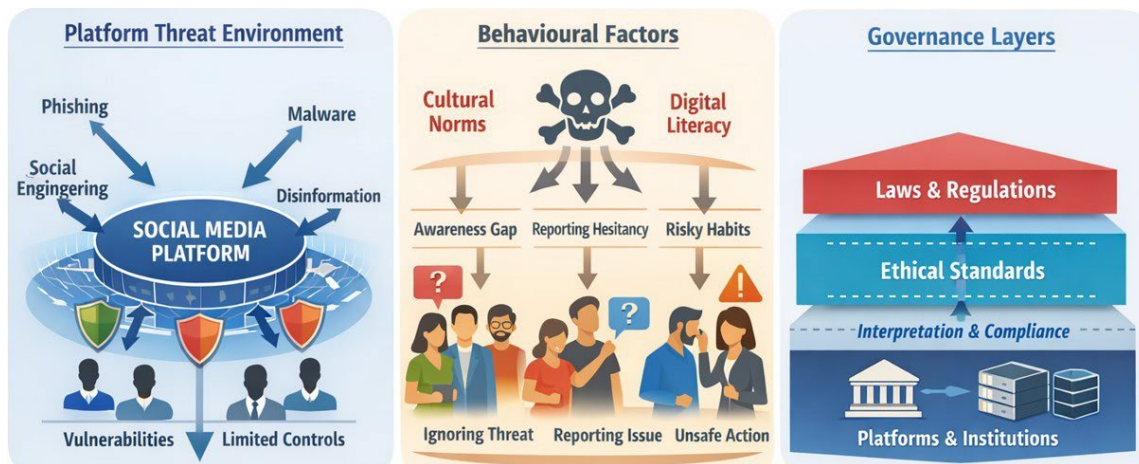 Platform Threat Environment
Phishing
Malware
Social
Engingering
Disinformation
SOCIAL MEDIA
PLATFORM
Vulnerabilities
Limited Controls
Behavioural Factors
Cultural
Norms
Digital
Literacy
Awareness Gap
Reporting Hesitancy
Risky Habits
?
?
!
Ignoring Threat
Reporting Issue
Unsafe Action
Governance Layers
Laws & Regulations
Ethical Standards
Interpretation & Compliance
Platforms & Institutions